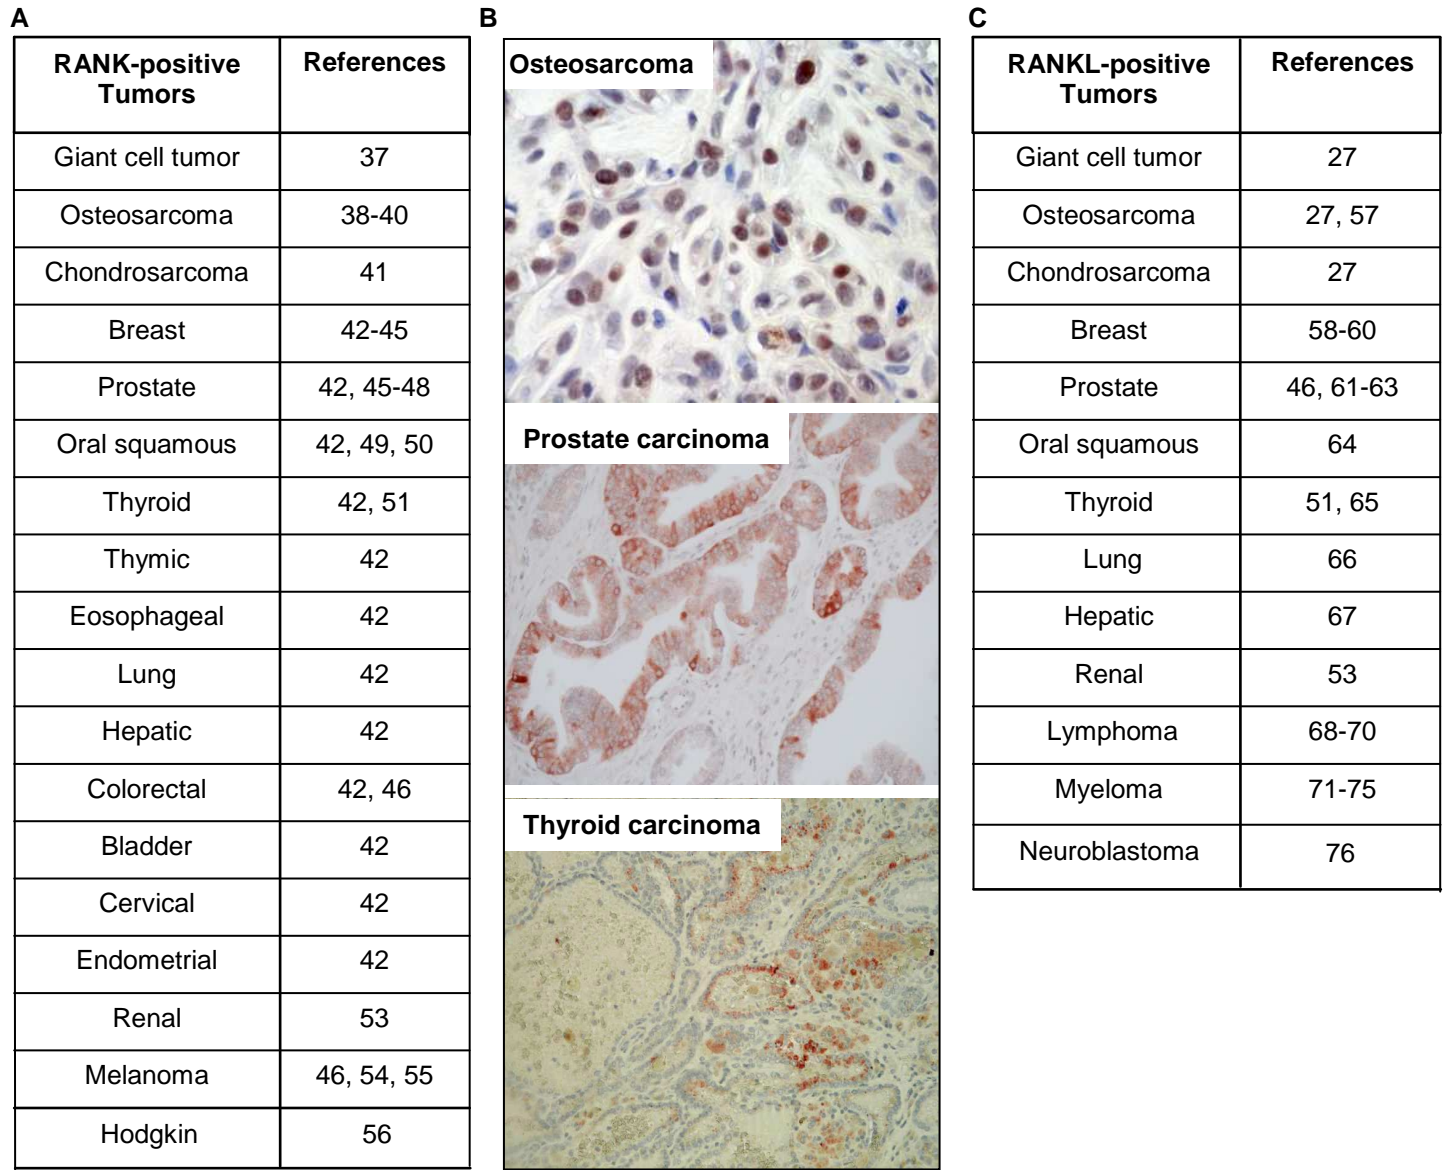 A
RANK-positive Tumors References
Giant cell tumor 37
Osteosarcoma 38-40
Chondrosarcoma 41
Breast 42-45
Prostate 42, 45-48
Oral squamous 42, 49, 50
Thyroid 42, 51
Thymic 42
Eosophageal 42
Lung 42
Hepatic 42
Colorectal 42, 46
Bladder 42
Cervical 42
Endometrial 42
Renal 53
Melanoma 46, 54, 55
Hodgkin 56
B
Osteosarcoma
Prostate carcinoma
Thyroid carcinoma
C
RANKL-positive Tumors References
Giant cell tumor 27
Osteosarcoma 27, 57
Chondrosarcoma 27
Breast 58-60
Prostate 46, 61-63
Oral squamous 64
Thyroid 51, 65
Lung 66
Hepatic 67
Renal 53
Lymphoma 68-70
Myeloma 71-75
Neuroblastoma 76